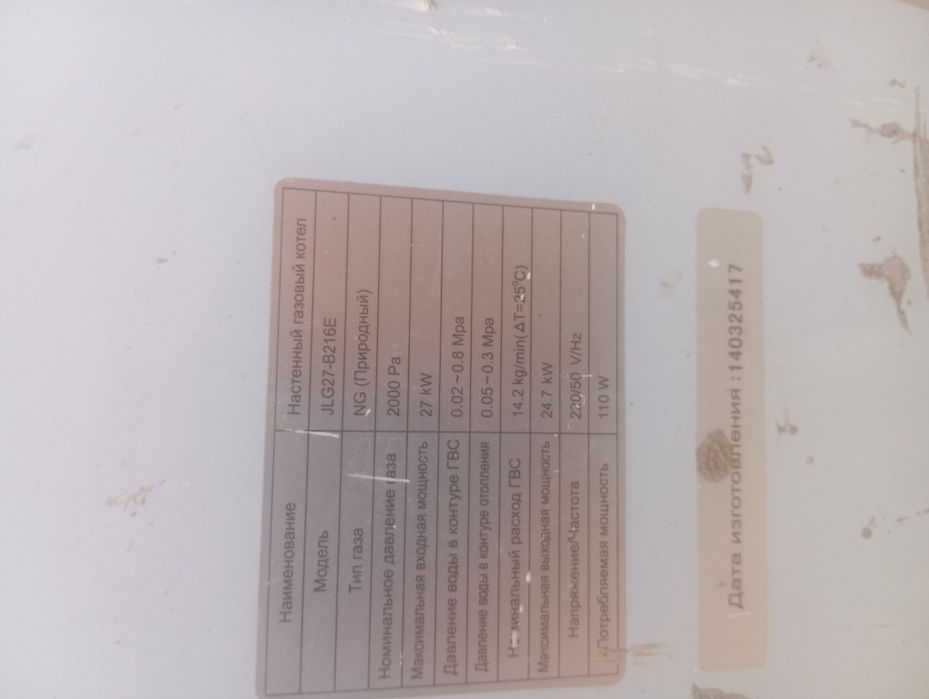 Наименование Настенный газовый котел
Модель JLG27-B216E
Тип газа NG (Природный)
Номинальное давление газа 2000 Pa
Максимальная входная мощность 27 kW
Давление воды в контуре ГВС 0.02~0.8 Mpa
Давление воды в контуре отопления 0.05~0.3 Mpa
Номинальный расход ГВС 14.2 kg/min(ΔT=25°C)
Максимальная выходная мощность 24.7 kW
Напряжение/Частота 220/50 V/Hz
Потребляемая мощность 110 W
Дата изготовления :140325417